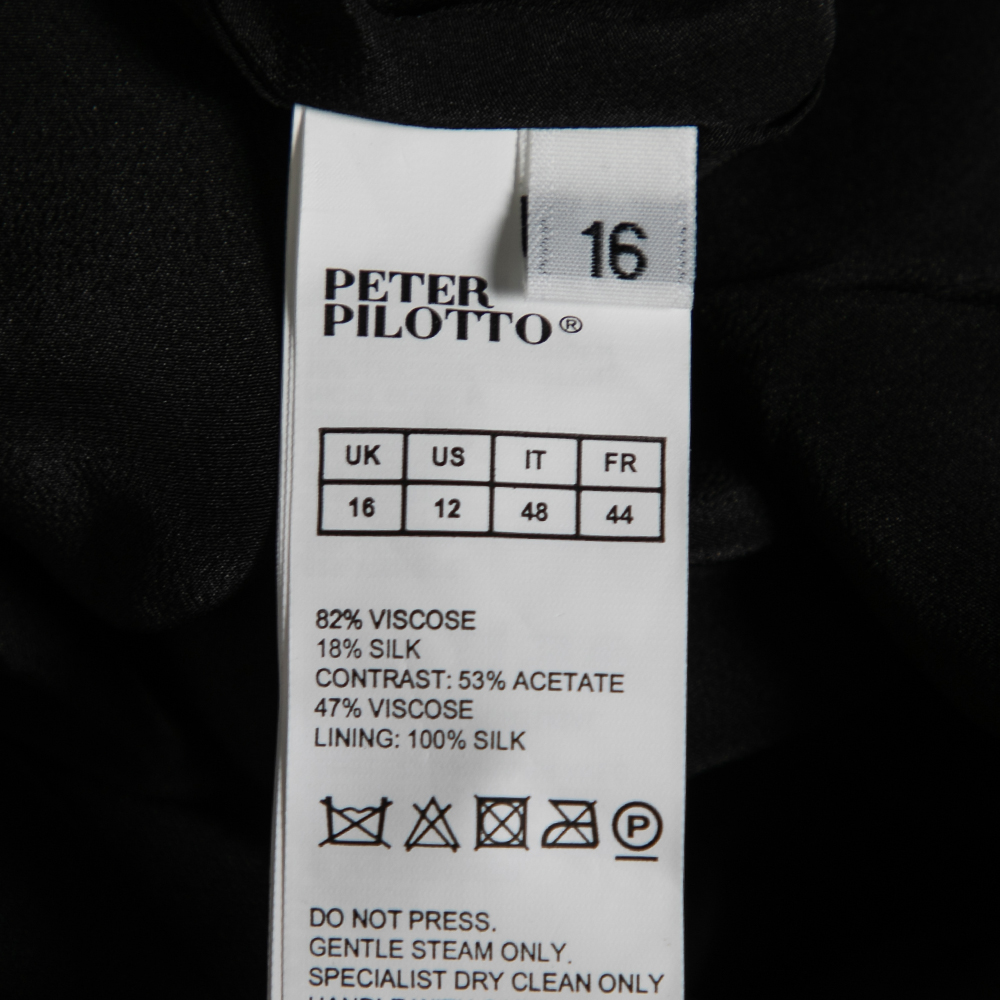 16
PETER
PILOTTO®
UK US IT FR
16 12 48 44
82% VISCOSE
18% SILK
CONTRAST: 53% ACETATE
47% VISCOSE
LINING: 100% SILK
P
DO NOT PRESS.
GENTLE STEAM ONLY.
SPECIALIST DRY CLEAN ONLY